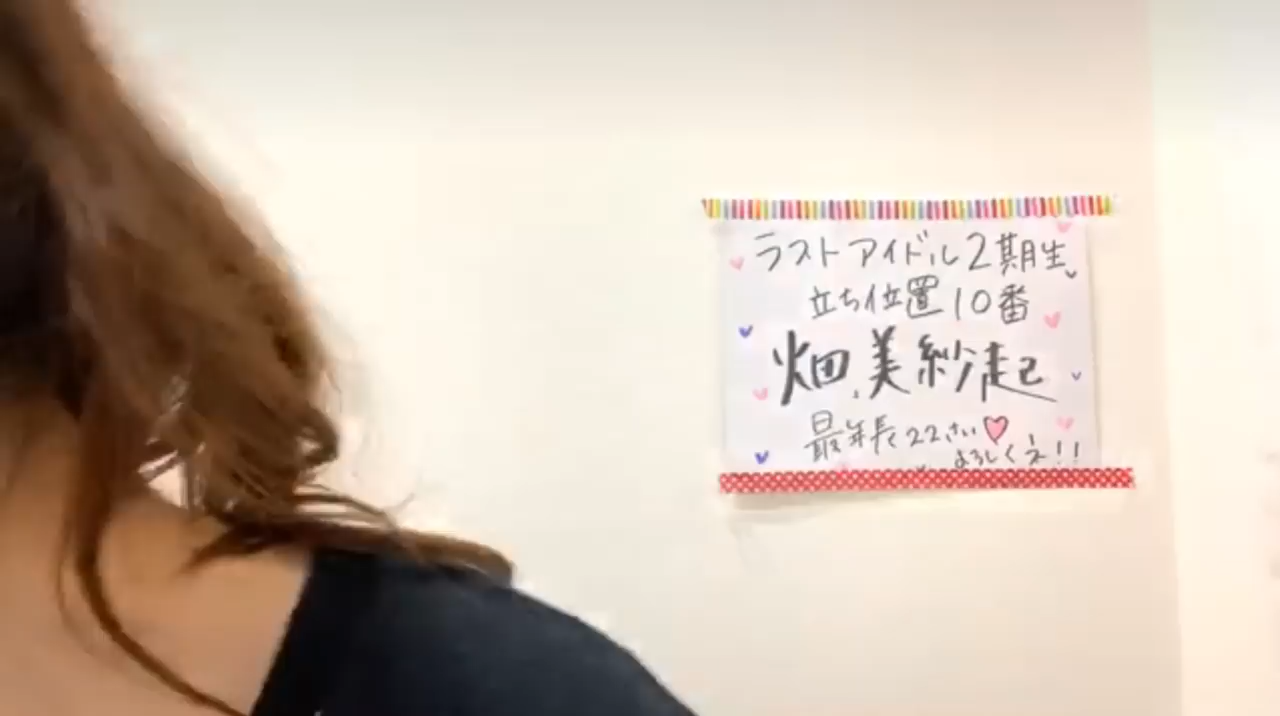 ラストアイドル2期生
立ち位置10番
畑美紗起
最年長22さい
よろしくえ!!